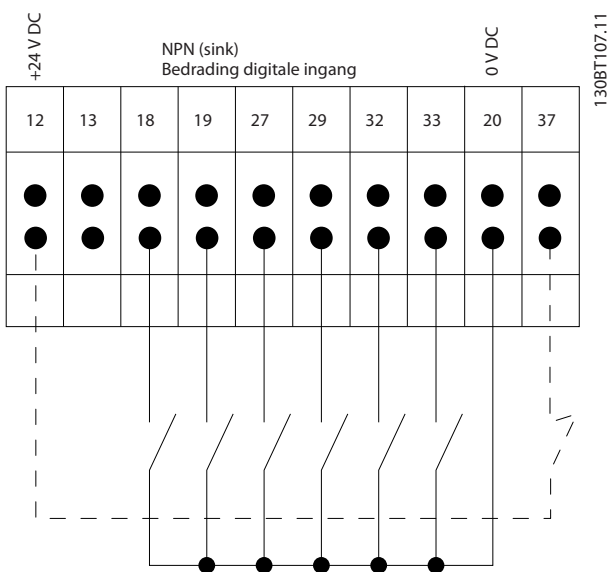 +24 V DC
NPN (sink)
Bedrading digitale ingang
0 V DC
130BT107.11
12 13 18 19 27 29 32 33 20 37